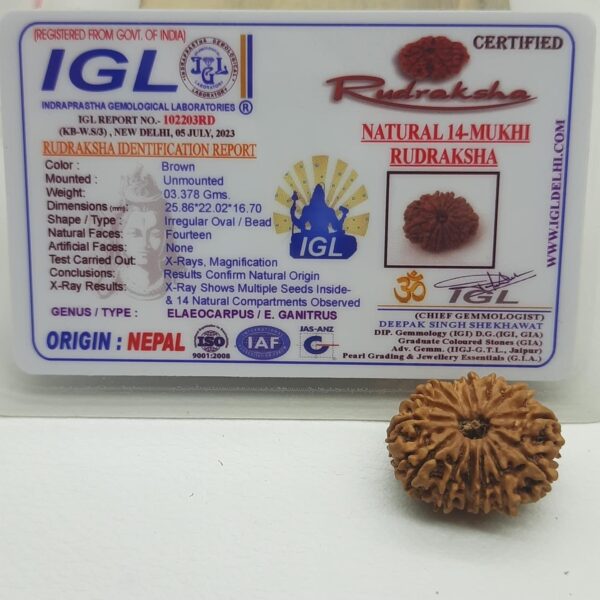 (REGISTERED FROM GOVT. OF INDIA)
IGL
INDRAPRASTHA GEMOLOGICAL LABORATORY
IGL
INDRAPRASTHA GEMOLOGICAL LABORATORIES ®
IGL REPORT NO.- 102203RD
(KB-W.S/3) , NEW DELHI, 05 JULY, 2023
RUDRAKSHA IDENTIFICATION REPORT
Color : Brown
Mounted : Unmounted
Weight: 03.378 Gms.
Dimensions (mm): 25.86*22.02*16.70
Shape / Type : Irregular Oval / Bead
Natural Faces: Fourteen
Artificial Faces: None
Test Carried Out: X-Rays, Magnification
Conclusions: Results Confirm Natural Origin
X-Ray Results: X-Ray Shows Multiple Seeds Inside-
& 14 Natural Compartments Observed
GENUS / TYPE : ELAEOCARPUS / E. GANITRUS
ORIGIN : NEPAL
ISO
9001:2008
IAF
JAS-ANZ
IGL
CERTIFIED
Rudraksha
NATURAL 14-MUKHI
RUDRAKSHA
WWW.IGLDELHI.COM
ॐ IGL
(CHIEF GEMMOLOGIST)
DEEPAK SINGH SHEKHAWAT
DIP. Gemmology (IGI) D.G.(IGI, GIA)
Graduate Coloured Stones (GIA)
Adv. Gemm. (IIGJ-G.T.L., Jaipur)
Pearl Grading & Jewellery Essentials (G.I.A.)